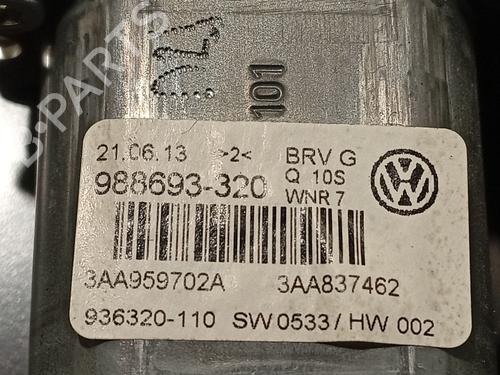 101
21.06.13 >2< BRV G
988693-320 Q 10S
WNR 7
3AA959702A 3AA837462
936320-110 SW 0533 / HW 002
B-PARTS